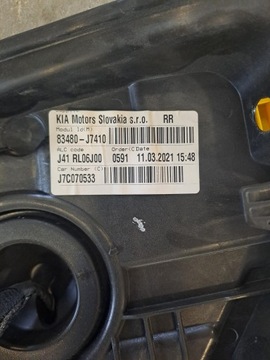 KIA Motors Slovakia s.r.o. RR
Modul Id(M)
83480-J7410
ALC code Order(C Date
J41 RL06J00 0591 11.03.2021 15:48
Car Number (C)
J7C070533